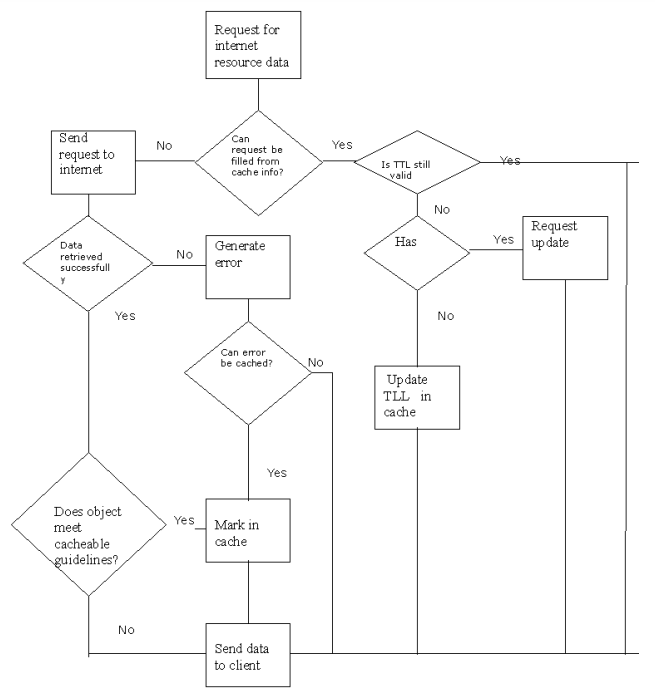 Request for
internet
resource data
Can
request be
filled from
cache info?
No
Yes
Send
request to
internet
Is TTL still
valid
Yes
No
Has
Yes
Request
update
No
Data
retrieved
successfull
y
No
Yes
Generate
error
Can error
be cached?
No
Yes
Update
TLL in
cache
Does object
meet
cacheable
guidelines?
Yes
Mark in
cache
No
Send data
to client